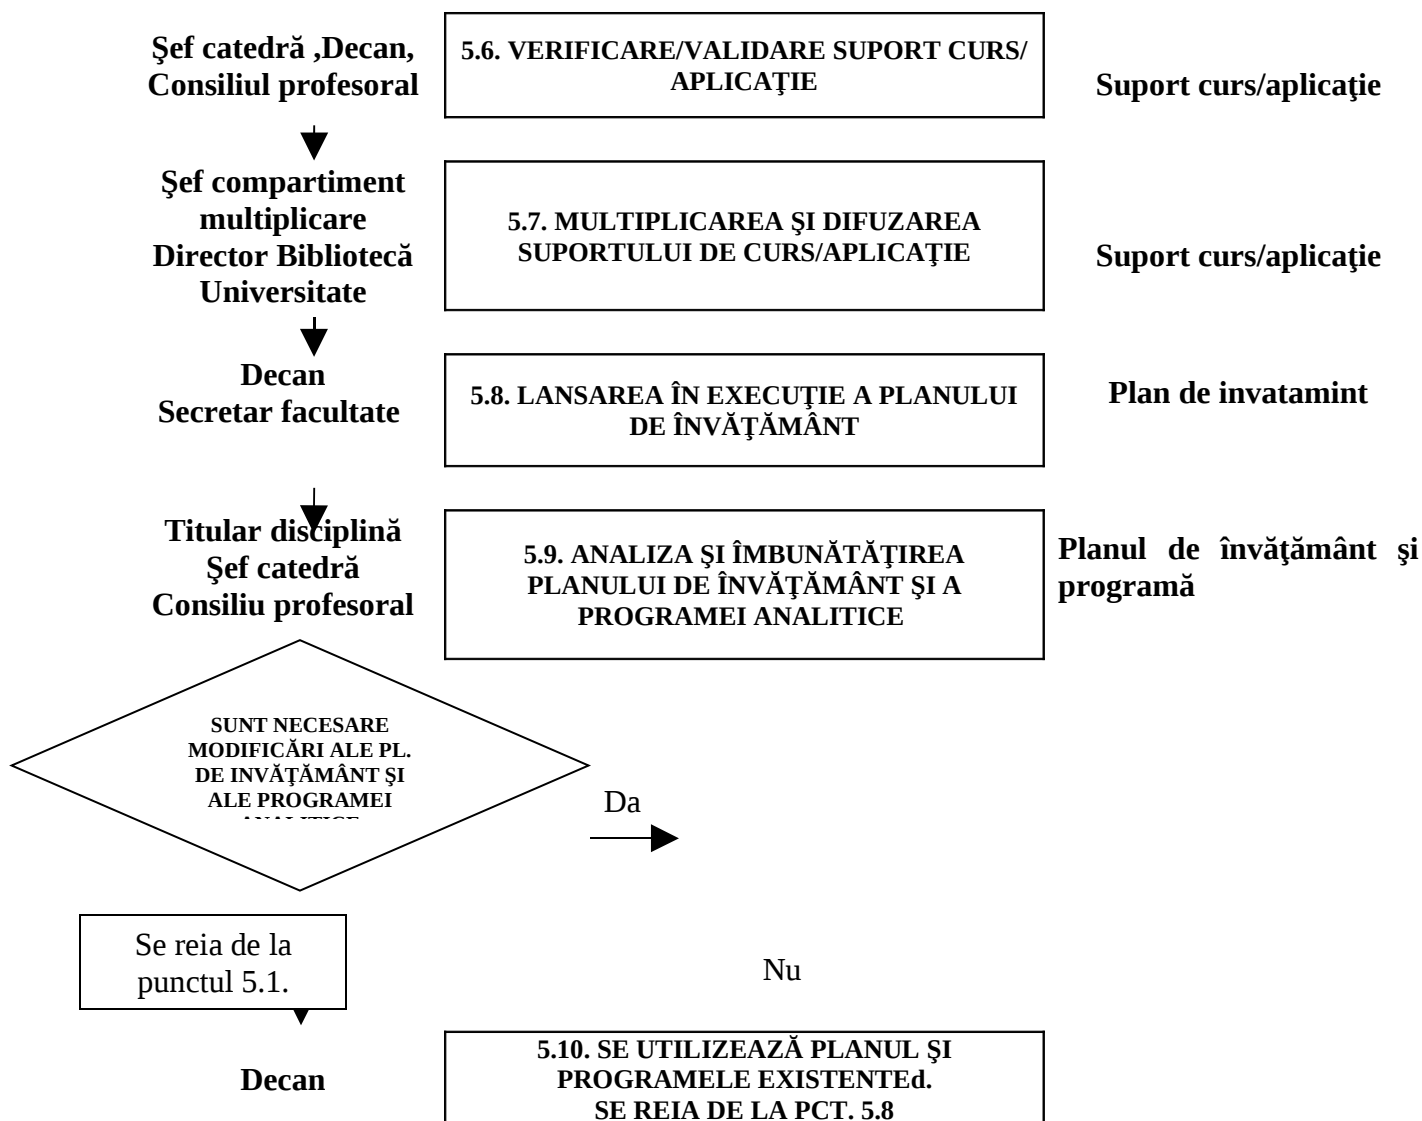 Şef catedră ,Decan,
Consiliul profesoral
5.6. VERIFICARE/VALIDARE SUPORT CURS/
APLICAŢIE
Suport curs/aplicaţie
Şef compartiment
multiplicare
Director Bibliotecă
Universitate
5.7. MULTIPLICAREA ŞI DIFUZAREA
SUPORTULUI DE CURS/APLICAŢIE
Suport curs/aplicaţie
Decan
Secretar facultate
5.8. LANSAREA ÎN EXECUŢIE A PLANULUI
DE ÎNVĂŢĂMÂNT
Plan de invatamint
Titular disciplină
Şef catedră
Consiliu profesoral
5.9. ANALIZA ŞI ÎMBUNĂTĂŢIREA
PLANULUI DE ÎNVĂŢĂMÂNT ŞI A
PROGRAMEI ANALITICE
Planul de învăţământ şi
programă
SUNT NECESARE
MODIFICĂRI ALE PL.
DE INVĂŢĂMÂNT ŞI
ALE PROGRAMEI
Da
Se reia de la
punctul 5.1.
Nu
Decan
5.10. SE UTILIZEAZĂ PLANUL ŞI
PROGRAMELE EXISTENTEd.
SE REIA DE LA PCT. 5.8